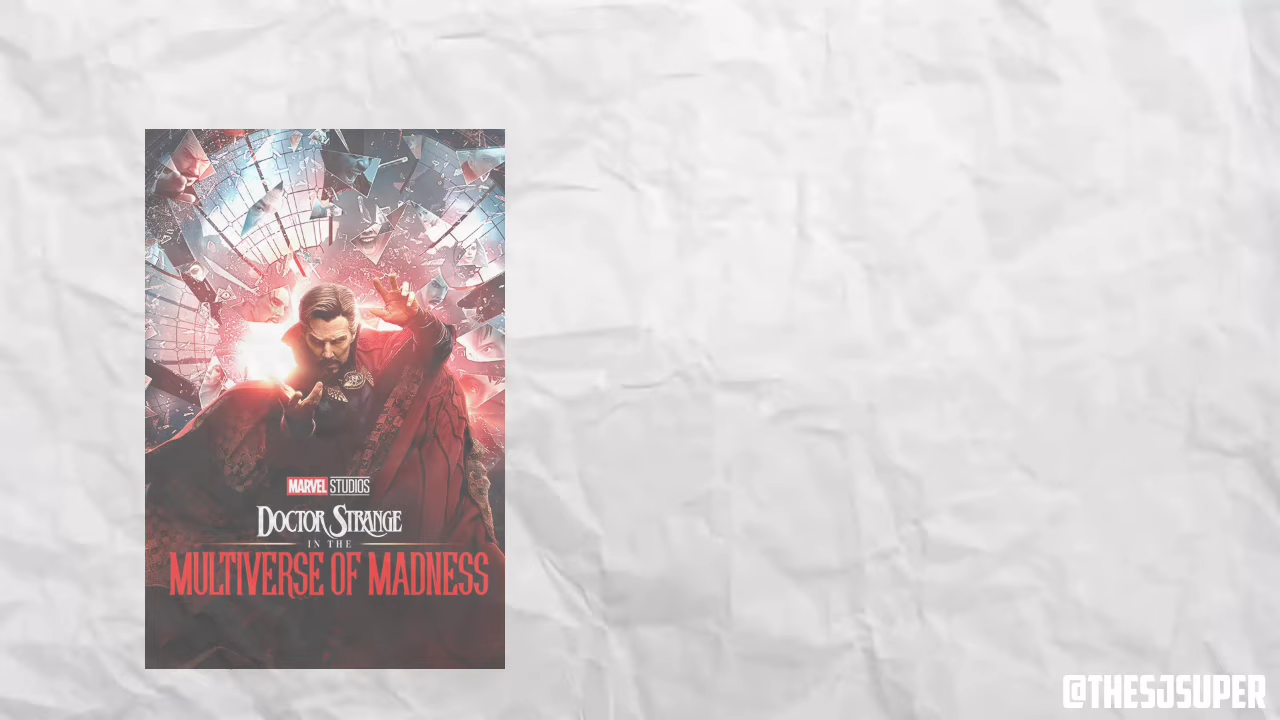 MARVEL STUDIOS
DOCTOR STRANGE
IN THE
MULTIVERSE OF MADNESS
@THESJSUPER